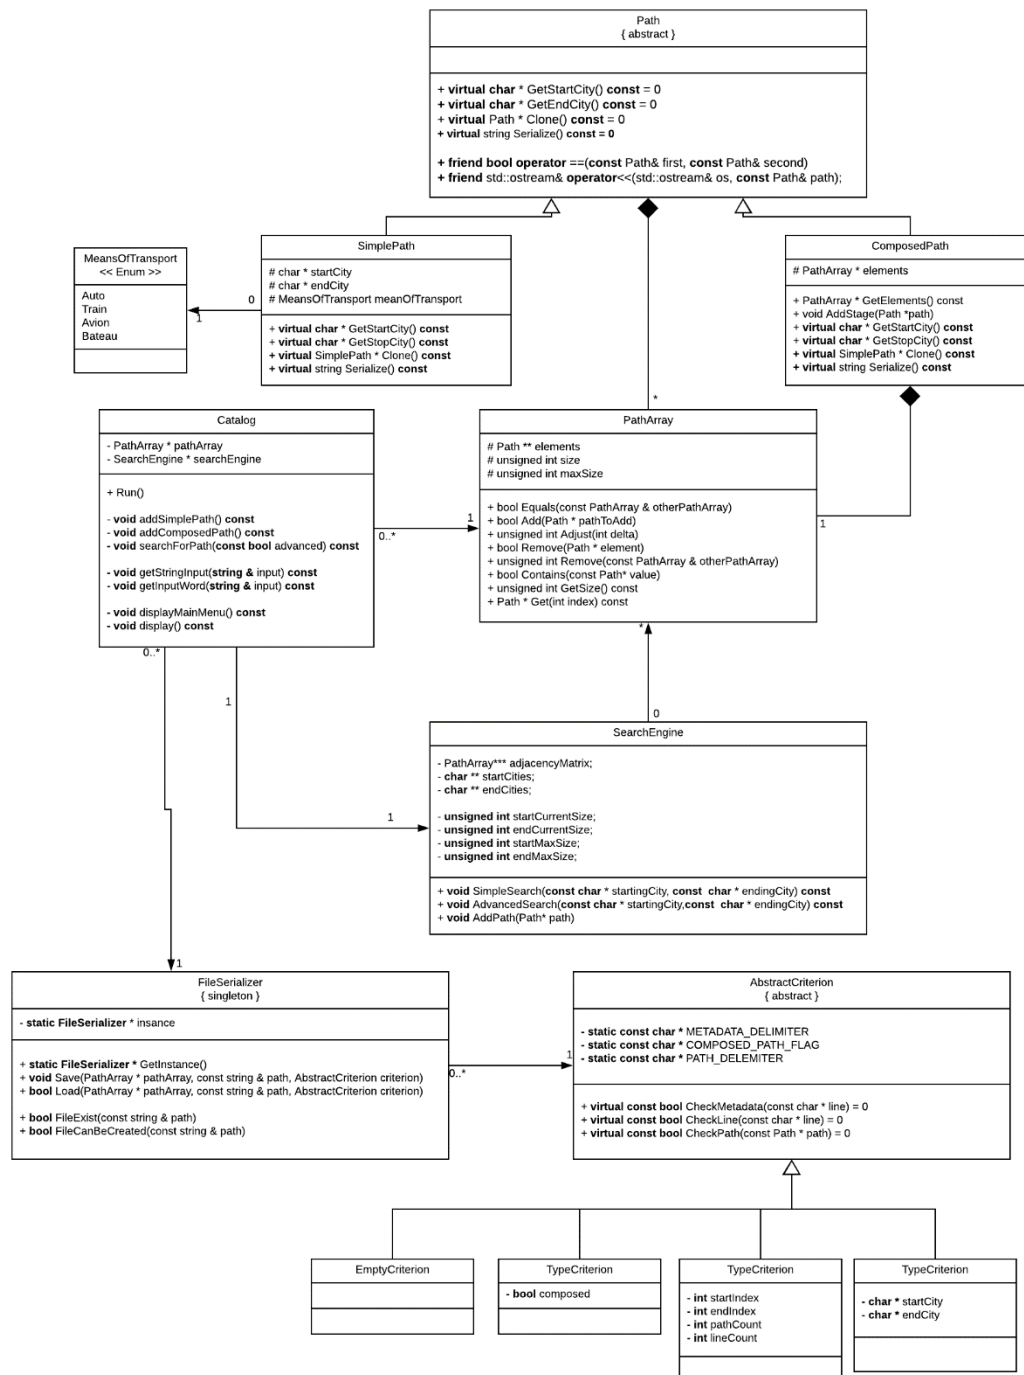 Path
{ abstract }
+ virtual char * GetStartCity() const = 0
+ virtual char * GetEndCity() const = 0
+ virtual Path * Clone() const = 0
+ virtual string Serialize() const = 0
+ friend bool operator ==(const Path& first, const Path& second)
+ friend std::ostream& operator<<(std::ostream& os, const Path& path);
MeansOfTransport
<< Enum >>
Auto
Train
Avion
Bateau
0
1
SimplePath
# char * startCity
# char * endCity
# MeansOfTransport meanOfTransport
+ virtual char * GetStartCity() const
+ virtual char * GetStopCity() const
+ virtual SimplePath * Clone() const
+ virtual string Serialize() const
ComposedPath
# PathArray * elements
+ PathArray * GetElements() const
+ void AddStage(Path *path)
+ virtual char * GetStartCity() const
+ virtual char * GetStopCity() const
+ virtual SimplePath * Clone() const
+ virtual string Serialize() const
*
Catalog
- PathArray * pathArray
- SearchEngine * searchEngine
+ Run()
- void addSimplePath() const
- void addComposedPath() const
- void searchForPath(const bool advanced) const
- void getStringInput(string & input) const
- void getInputWord(string & input) const
- void displayMainMenu() const
- void display() const
1
0..*
PathArray
# Path ** elements
# unsigned int size
# unsigned int maxSize
+ bool Equals(const PathArray & otherPathArray)
+ bool Add(Path * pathToAdd)
+ unsigned int Adjust(int delta)
+ bool Remove(Path * element)
+ unsigned int Remove(const PathArray & otherPathArray)
+ bool Contains(const Path* value)
+ unsigned int GetSize() const
+ Path * Get(int index) const
1
*
0..*
1
0
1
SearchEngine
- PathArray*** adjacencyMatrix;
- char ** startCities;
- char ** endCities;
- unsigned int startCurrentSize;
- unsigned int endCurrentSize;
- unsigned int startMaxSize;
- unsigned int endMaxSize;
+ void SimpleSearch(const char * startingCity, const char * endingCity) const
+ void AdvancedSearch(const char * startingCity,const char * endingCity) const
+ void AddPath(Path* path)
1
FileSerializer
{ singleton }
- static FileSerializer * insance
+ static FileSerializer * GetInstance()
+ void Save(PathArray * pathArray, const string & path, AbstractCriterion criterion)
+ bool Load(PathArray * pathArray, const string & path, AbstractCriterion criterion)
+ bool FileExist(const string & path)
+ bool FileCanBeCreated(const string & path)
0..*
1
AbstractCriterion
{ abstract }
- static const char * METADATA_DELIMITER
- static const char * COMPOSED_PATH_FLAG
- static const char * PATH_DELEMITER
+ virtual const bool CheckMetadata(const char * line) = 0
+ virtual const bool CheckLine(const char * line) = 0
+ virtual const bool CheckPath(const Path * path) = 0
EmptyCriterion
TypeCriterion
- bool composed
TypeCriterion
- int startIndex
- int endIndex
- int pathCount
- int lineCount
TypeCriterion
- char * startCity
- char * endCity